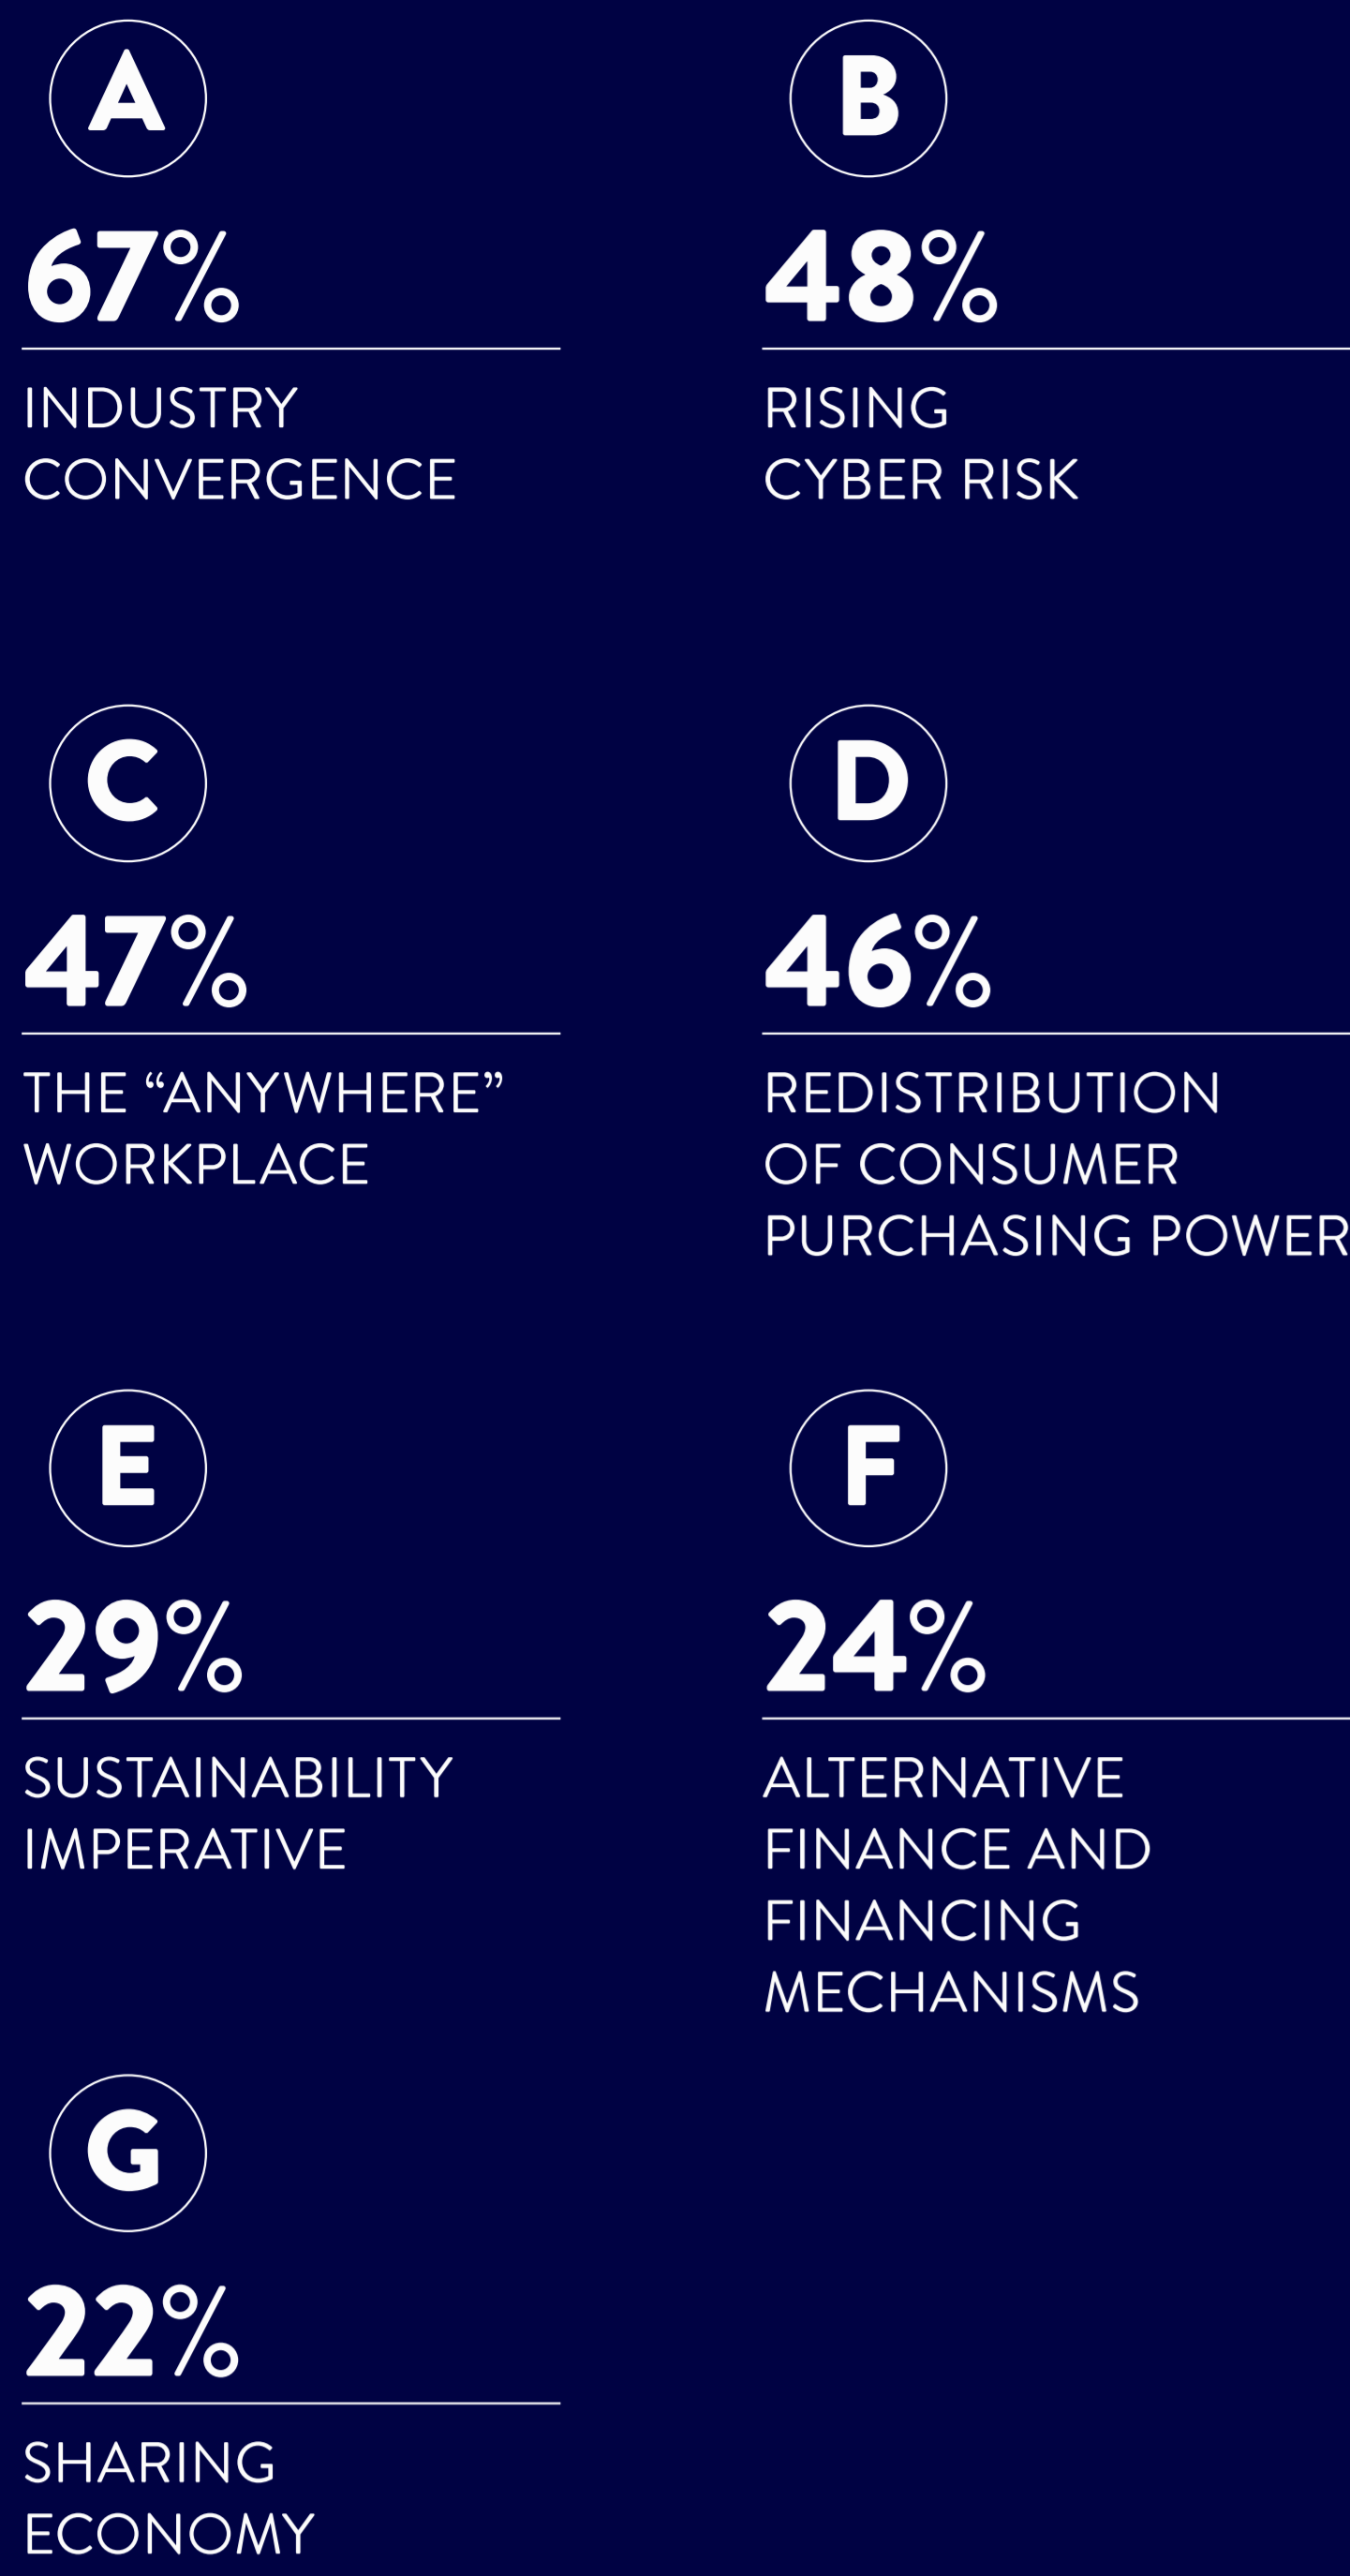 A
67%
INDUSTRY
CONVERGENCE
B
48%
RISING
CYBER RISK
C
47%
THE “ANYWHERE”
WORKPLACE
D
46%
REDISTRIBUTION
OF CONSUMER
PURCHASING POWER
E
29%
SUSTAINABILITY
IMPERATIVE
F
24%
ALTERNATIVE
FINANCE AND
FINANCING
MECHANISMS
G
22%
SHARING
ECONOMY